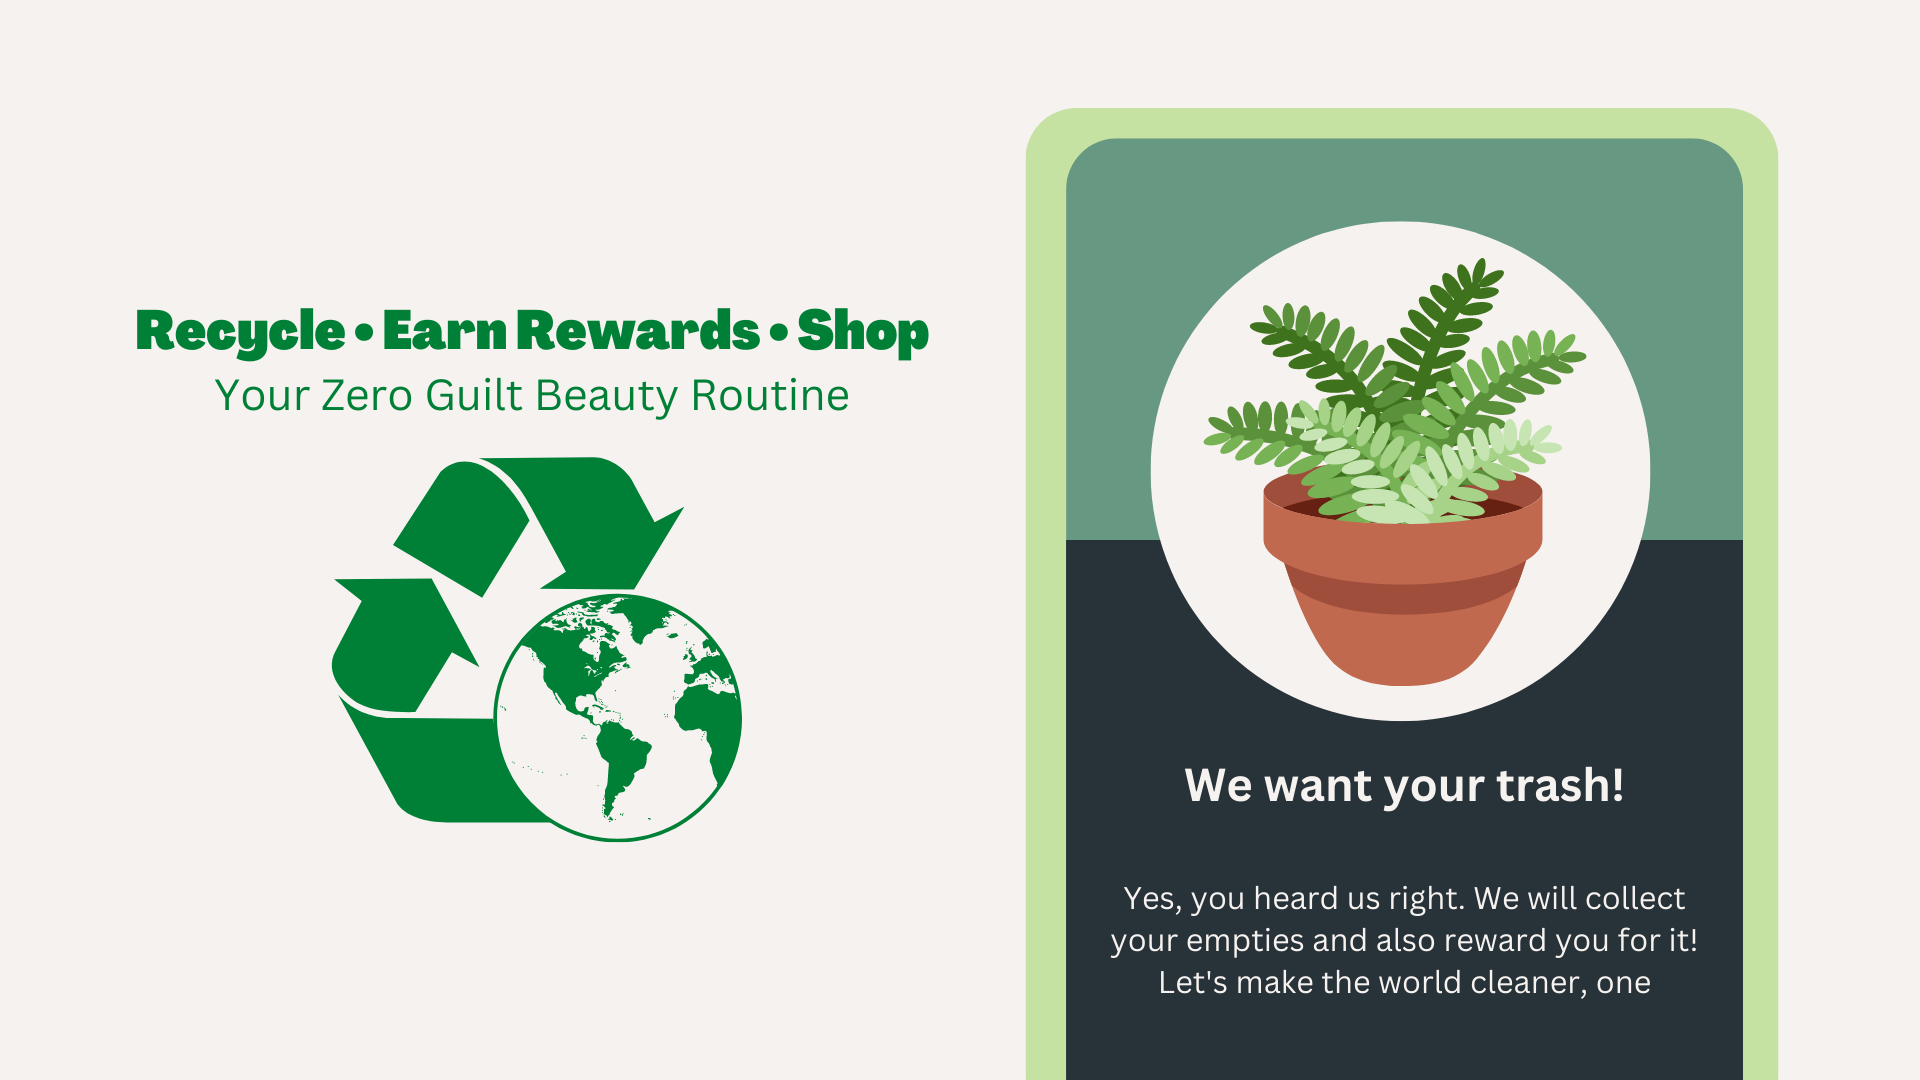 Recycle • Earn Rewards • Shop
Your Zero Guilt Beauty Routine
We want your trash!
Yes, you heard us right. We will collect
your empties and also reward you for it!
Let's make the world cleaner, one